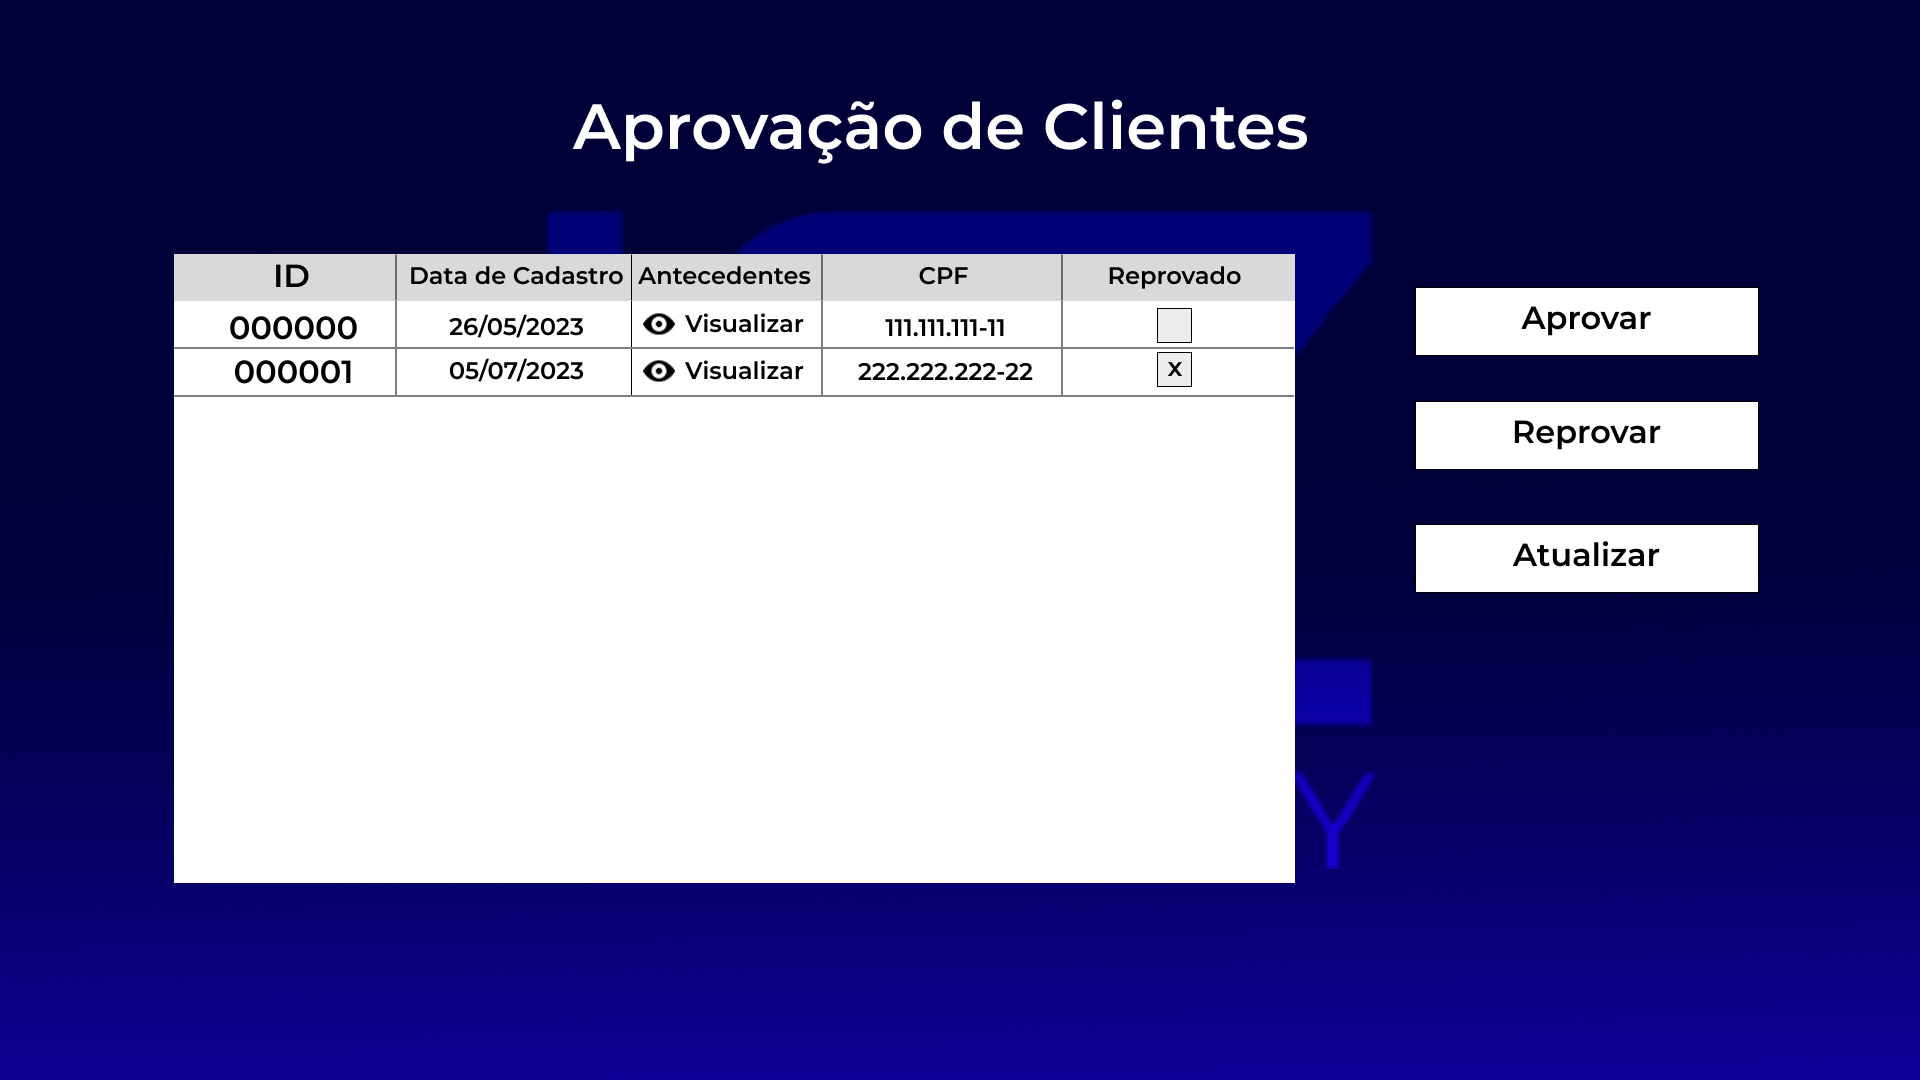 Aprovação de Clientes
ID Data de Cadastro Antecedentes CPF Reprovado
000000 26/05/2023 Visualizar 111.111.111-11
000001 05/07/2023 Visualizar 222.222.222-22 X
Aprovar
Reprovar
Atualizar
Y